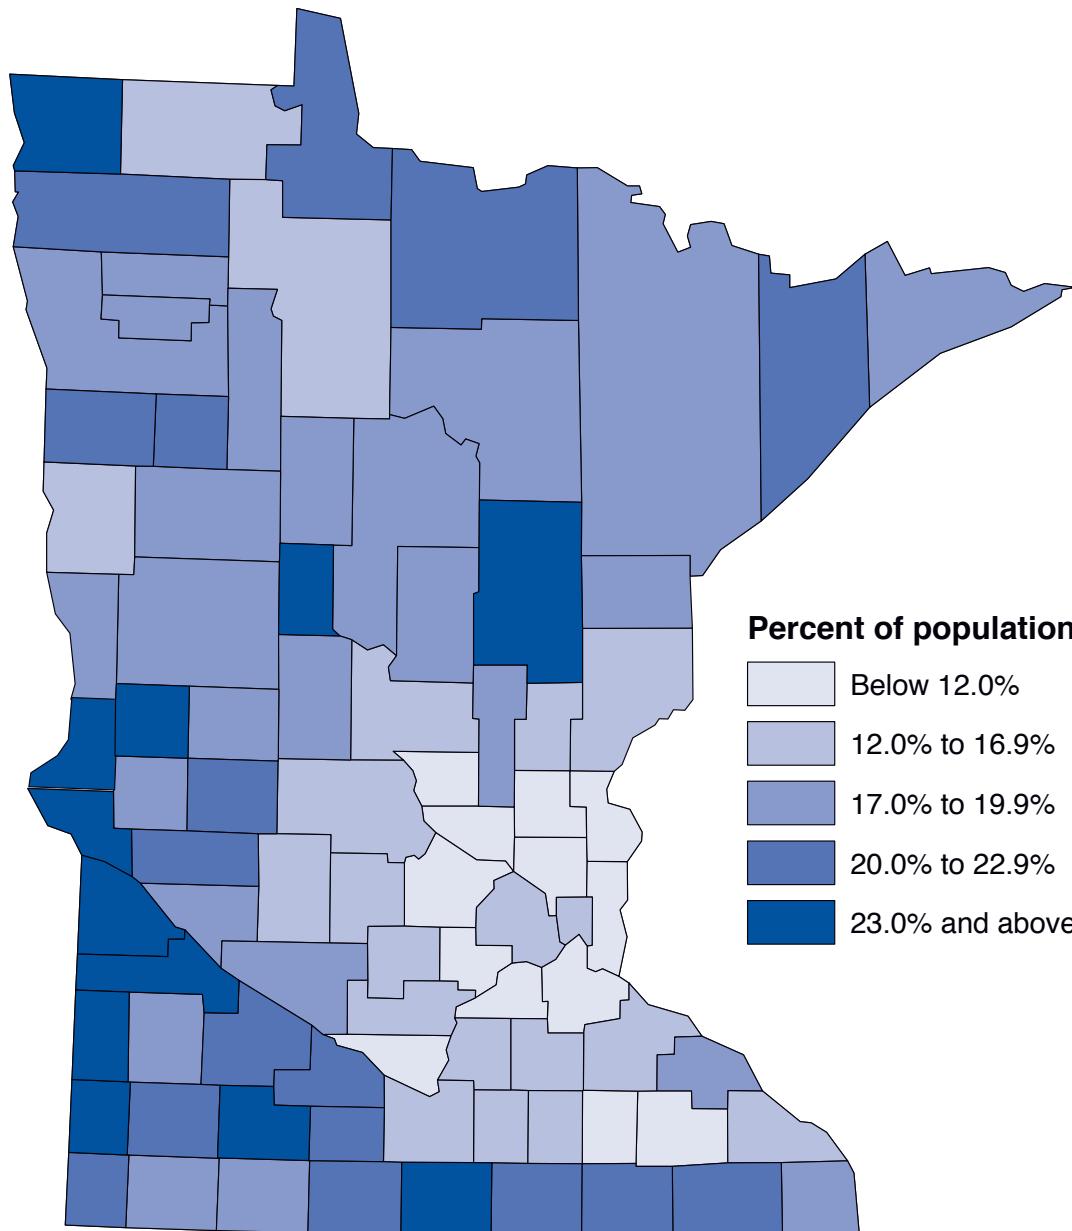 Percent of population
Below 12.0%
12.0% to 16.9%
17.0% to 19.9%
20.0% to 22.9%
23.0% and above